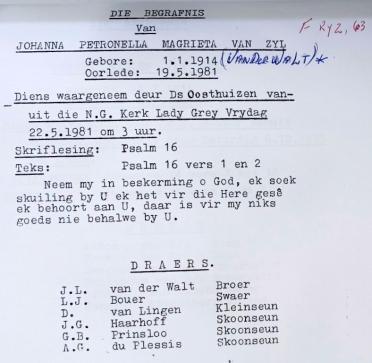 DIE BEGRAFNIS
Van
F Ry 2,63
JOHANNA PETRONELLA MAGRIETA VAN ZYL
Gebore: 1.1.1914 (VAN DER WALT)*
Oorlede: 19.5.1981
Diens waargeneem deur Ds Oosthuizen van-
uit die N.G. Kerk Lady Grey Vrydag
22.5.1981 om 3 uur.
Skriflesing: Psalm 16
Teks: Psalm 16 vers 1 en 2
Neem my in beskerming o God, ek soek
skuiling by U ek het vir die Here gesê
ek behoort aan U, daar is vir my niks
goeds nie behalwe by U.
DRAERS.
J.L. van der Walt Broer
L.J. Bouer Swaer
D. van Lingen Kleinseun
J.G. Haarhoff Skoonseun
G.B. Prinsloo Skoonseun
A.G. du Plessis Skoonseun